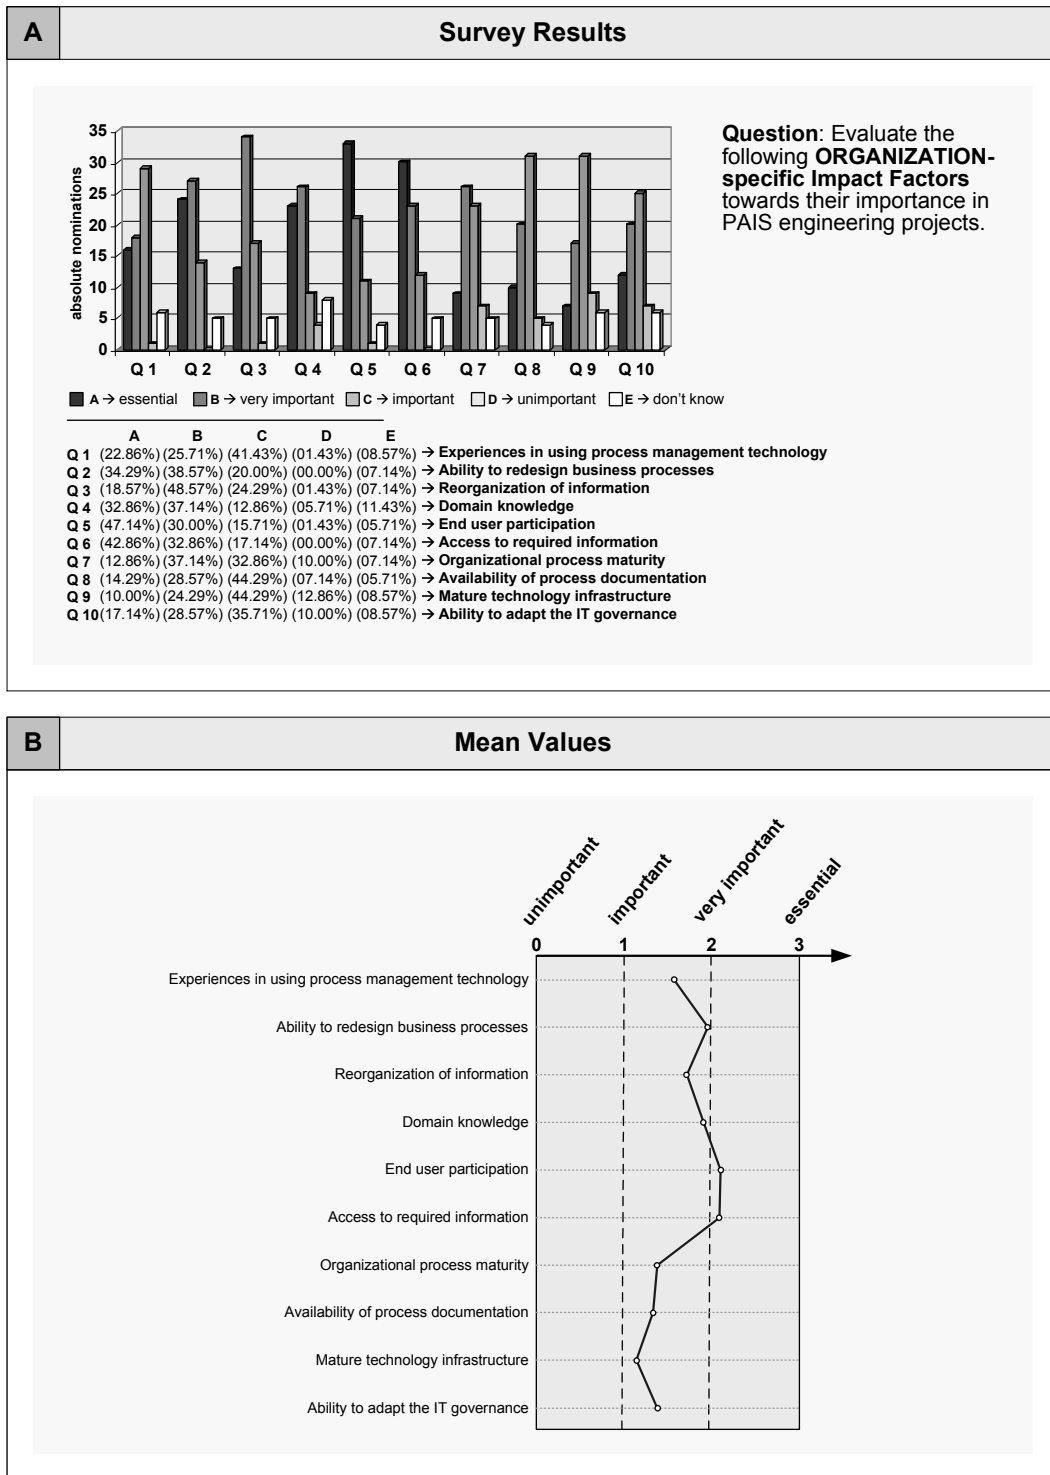 A
Survey Results
35
30
25
20
15
10
5
0
absolute nominations
Q 1 Q 2 Q 3 Q 4 Q 5 Q 6 Q 7 Q 8 Q 9 Q 10
Question: Evaluate the
following ORGANIZATION-
specific Impact Factors
towards their importance in
PAIS engineering projects.
A → essential B → very important C → important D → unimportant E → don't know
A B C D E
Q 1 (22.86%) (25.71%) (41.43%) (01.43%) (08.57%) → Experiences in using process management technology
Q 2 (34.29%) (38.57%) (20.00%) (00.00%) (07.14%) → Ability to redesign business processes
Q 3 (18.57%) (48.57%) (24.29%) (01.43%) (07.14%) → Reorganization of information
Q 4 (32.86%) (37.14%) (12.86%) (05.71%) (11.43%) → Domain knowledge
Q 5 (47.14%) (30.00%) (15.71%) (01.43%) (05.71%) → End user participation
Q 6 (42.86%) (32.86%) (17.14%) (00.00%) (07.14%) → Access to required information
Q 7 (12.86%) (37.14%) (32.86%) (10.00%) (07.14%) → Organizational process maturity
Q 8 (14.29%) (28.57%) (44.29%) (07.14%) (05.71%) → Availability of process documentation
Q 9 (10.00%) (24.29%) (44.29%) (12.86%) (08.57%) → Mature technology infrastructure
Q 10 (17.14%) (28.57%) (35.71%) (10.00%) (08.57%) → Ability to adapt the IT governance
B
Mean Values
unimportant important very important essential
0 1 2 3
Experiences in using process management technology
Ability to redesign business processes
Reorganization of information
Domain knowledge
End user participation
Access to required information
Organizational process maturity
Availability of process documentation
Mature technology infrastructure
Ability to adapt the IT governance